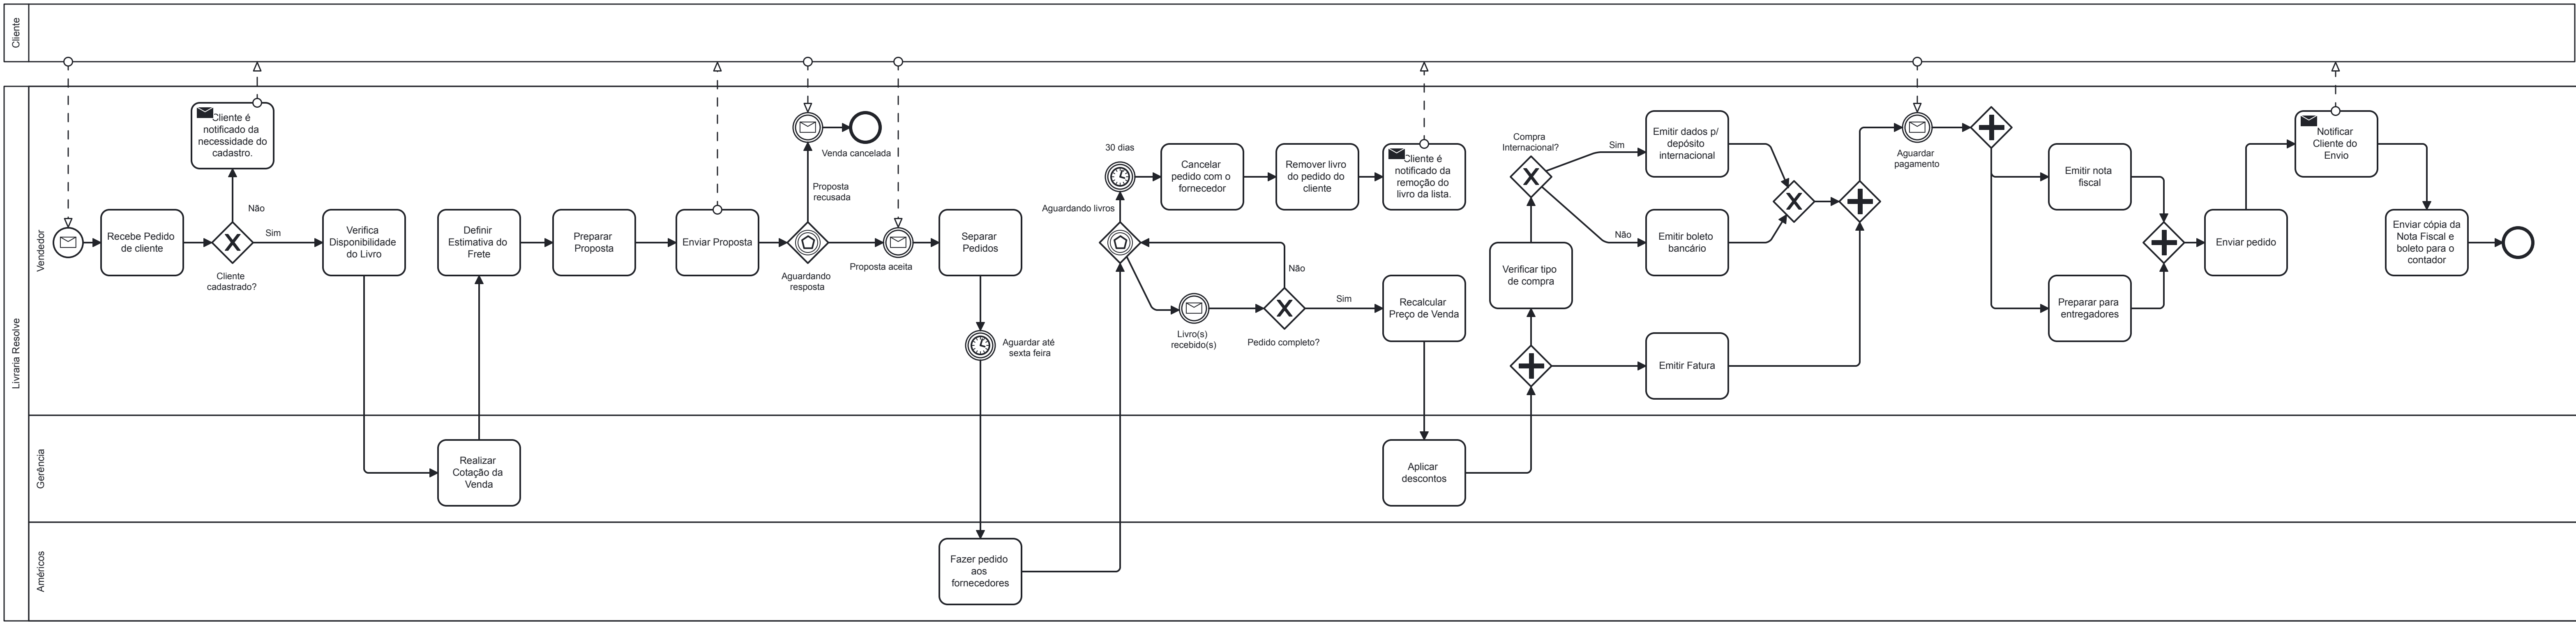 Cliente
Livraria Resolve
Vendedor
Gerência
Américos
Cliente é
notificado da
necessidade do
cadastro.
Recebe Pedido
de cliente
Não
Sim
Cliente
cadastrado?
Verifica
Disponibilidade
do Livro
Definir
Estimativa do
Frete
Realizar
Cotação da
Venda
Preparar
Proposta
Enviar Proposta
Venda cancelada
Proposta
recusada
Aguardando
resposta
Proposta aceita
Separar
Pedidos
Aguardar até
sexta feira
Fazer pedido
aos
fornecedores
30 dias
Aguardando livros
Cancelar
pedido com o
fornecedor
Remover livro
do pedido do
cliente
Cliente é
notificado da
remoção do
livro da lista.
Livro(s)
recebido(s)
Não
Sim
Pedido completo?
Recalcular
Preço de Venda
Aplicar
descontos
Compra
Internacional?
Sim
Não
Verificar tipo
de compra
Emitir dados p/
depósito
internacional
Emitir boleto
bancário
Emitir Fatura
Aguardar
pagamento
Emitir nota
fiscal
Preparar para
entregadores
Enviar pedido
Notificar
Cliente do
Envio
Enviar cópia da
Nota Fiscal e
boleto para o
contador